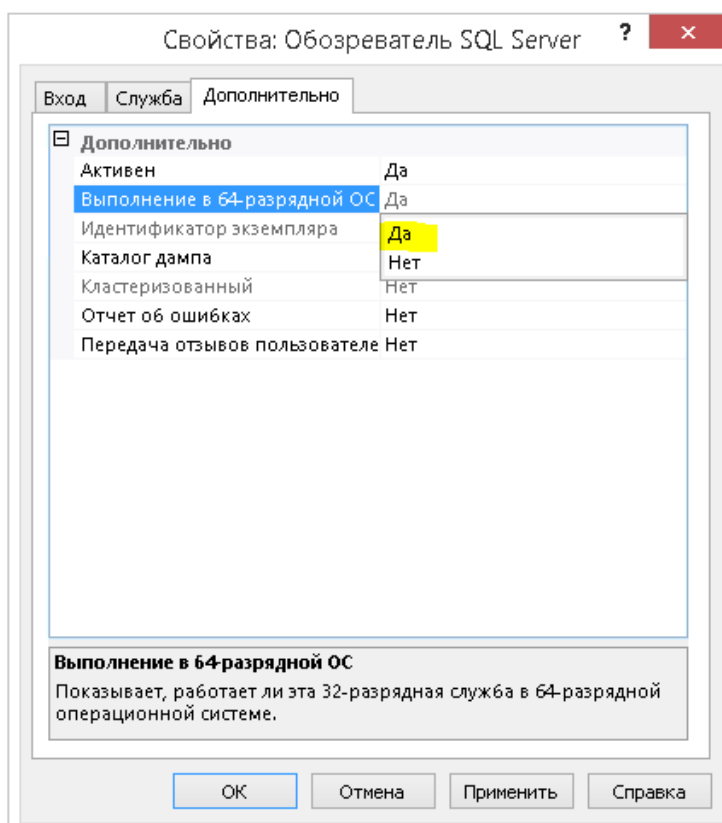 Свойства: Обозреватель SQL Server ? ×
Вход Служба Дополнительно
Дополнительно
Активен Да
Выполнение в 64-разрядной ОС Да
Идентификатор экземпляра Да
Каталог дампа Нет
Кластеризованный Нет
Отчет об ошибках Нет
Передача отзывов пользователе Нет
Выполнение в 64-разрядной ОС
Показывает, работает ли эта 32-разрядная служба в 64-разрядной
операционной системе.
ОК Отмена Применить Справка